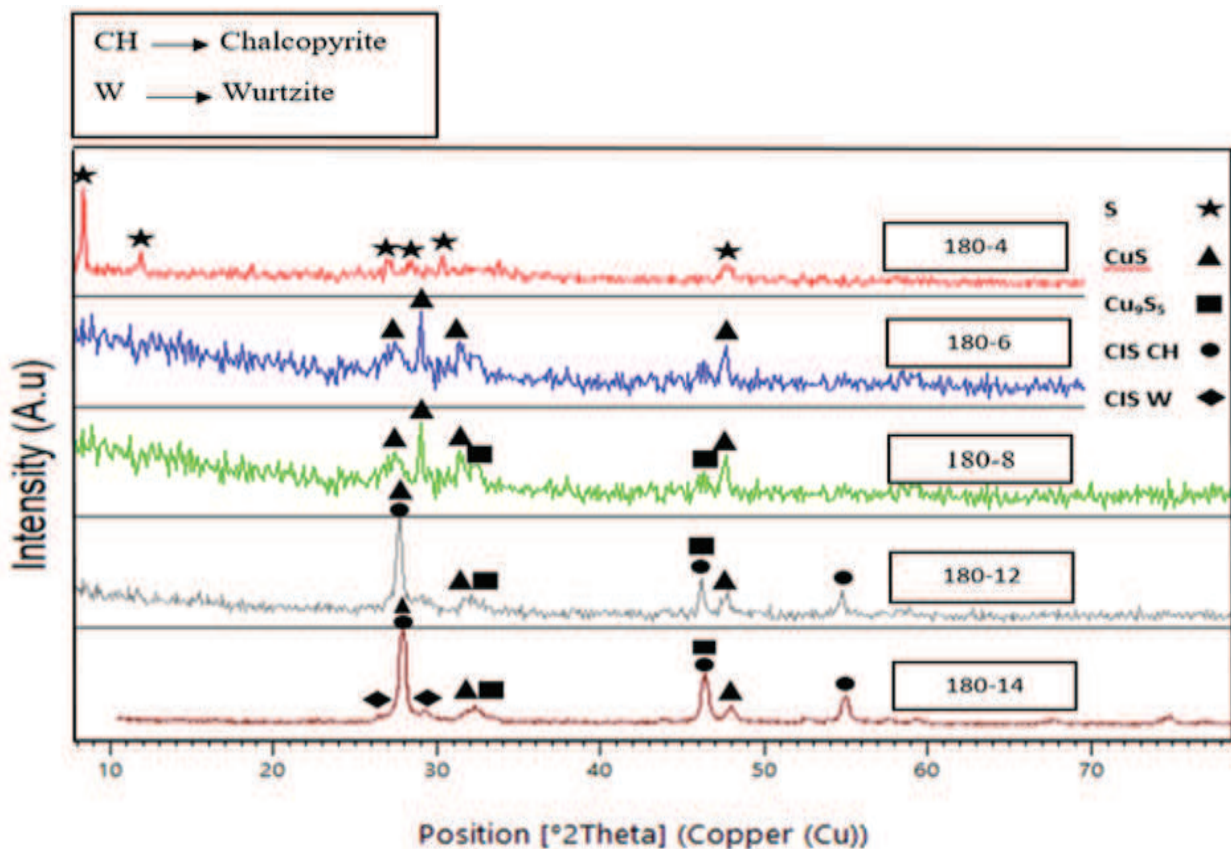 CH → Chalcopyrite
W → Wurtzite
S ★
180-4
CuS ▲
Cu₉S₅ ■
180-6
CIS CH ●
CIS W ◆
180-8
180-12
180-14
Intensity (A.u)
10 20 30 40 50 60 70
Position [°2Theta] (Copper (Cu))